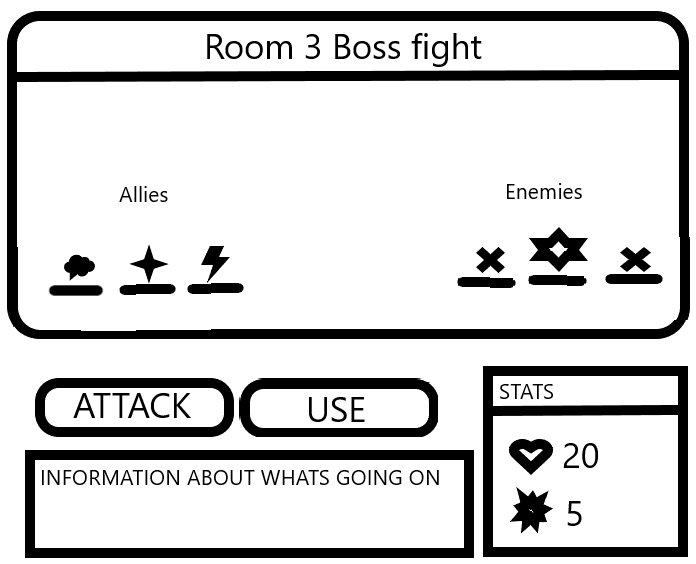 Room 3 Boss fight
Allies
Enemies
ATTACK
USE
INFORMATION ABOUT WHATS GOING ON
STATS
20
5